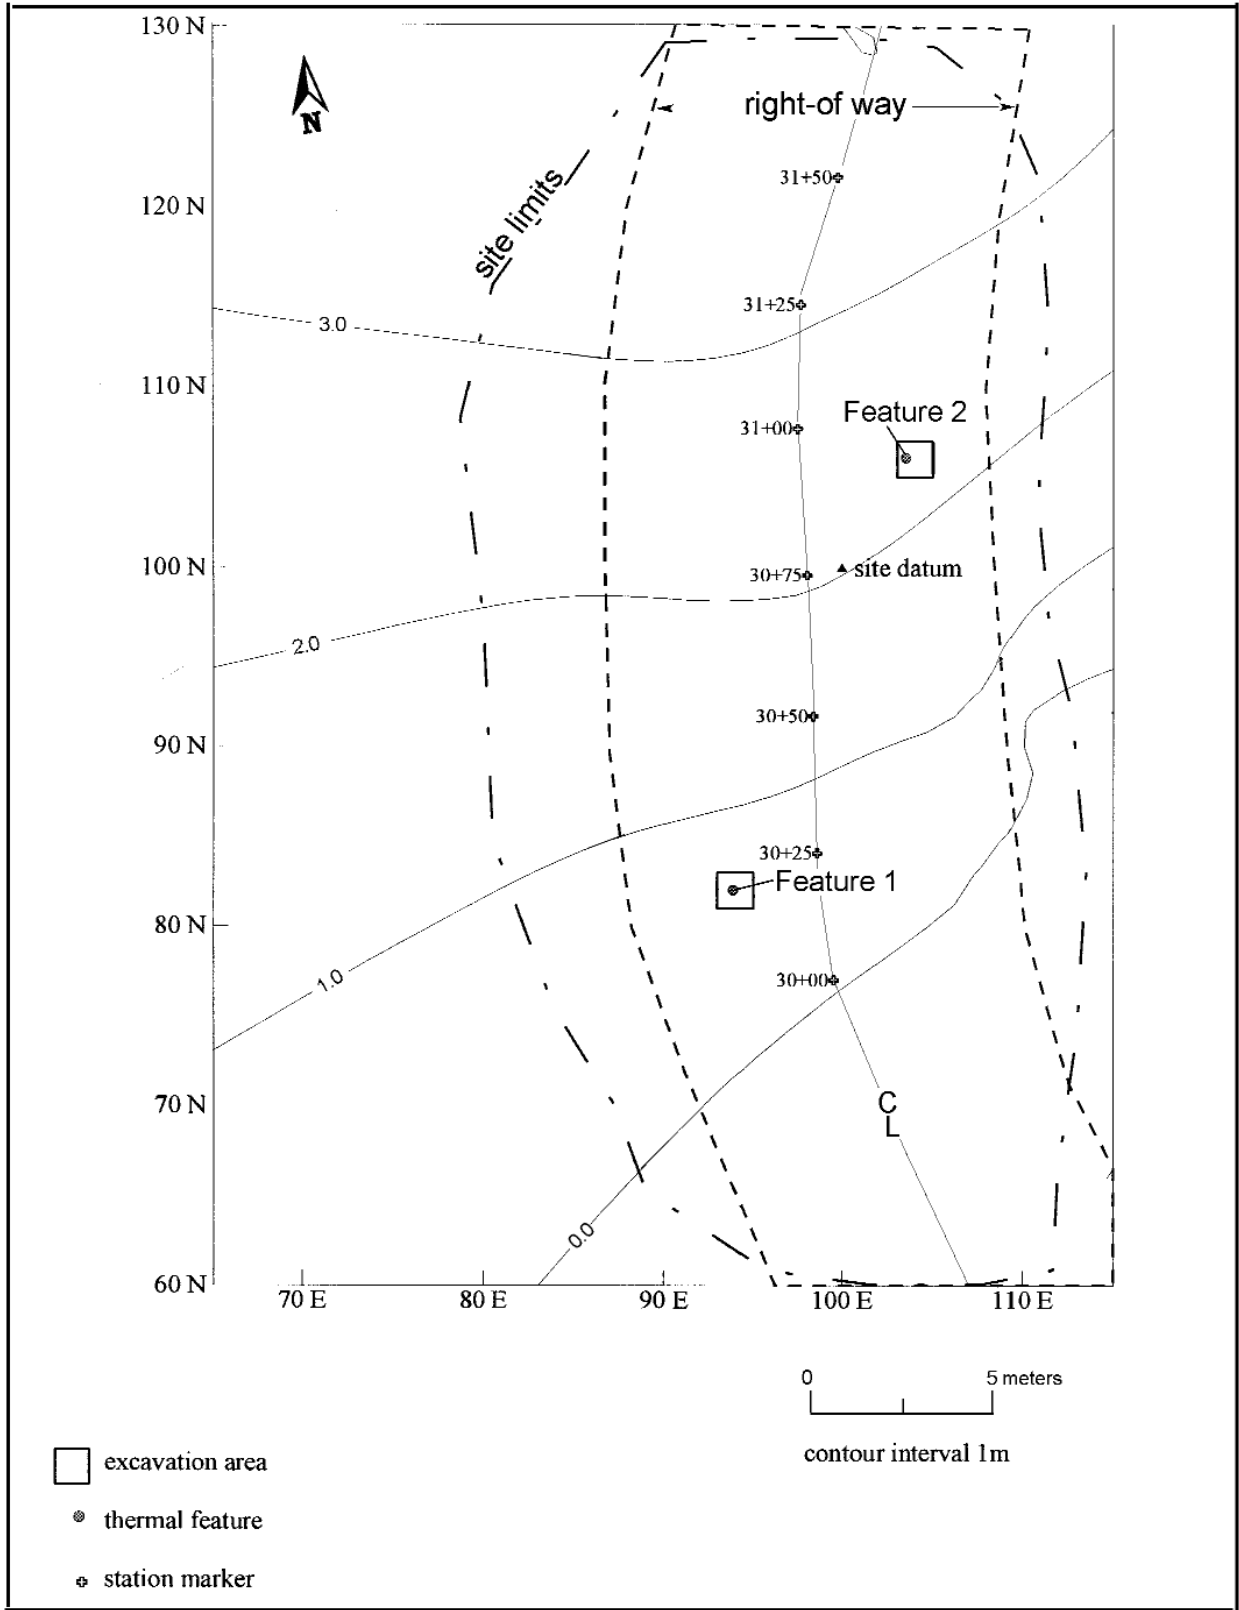 130 N
N
right-of way
31+50
site limits
120 N
31+25
3.0
110 N
Feature 2
31+00
100 N
30+75
site datum
2.0
30+50
90 N
30+25
Feature 1
80 N
1.0
30+00
70 N
C
L
0.0
60 N
70 E 80 E 90 E 100 E 110 E
0 5 meters
contour interval 1m
excavation area
thermal feature
station marker